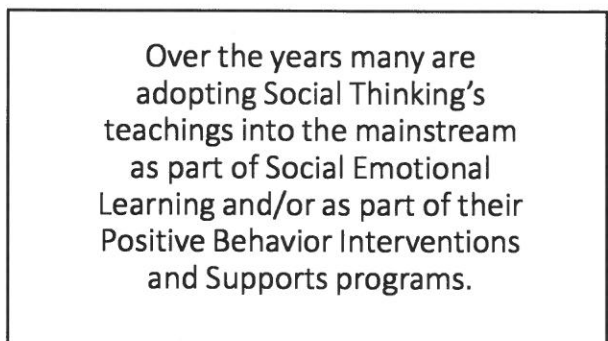 Over the years many are
adopting Social Thinking's
teachings into the mainstream
as part of Social Emotional
Learning and/or as part of their
Positive Behavior Interventions
and Supports programs.